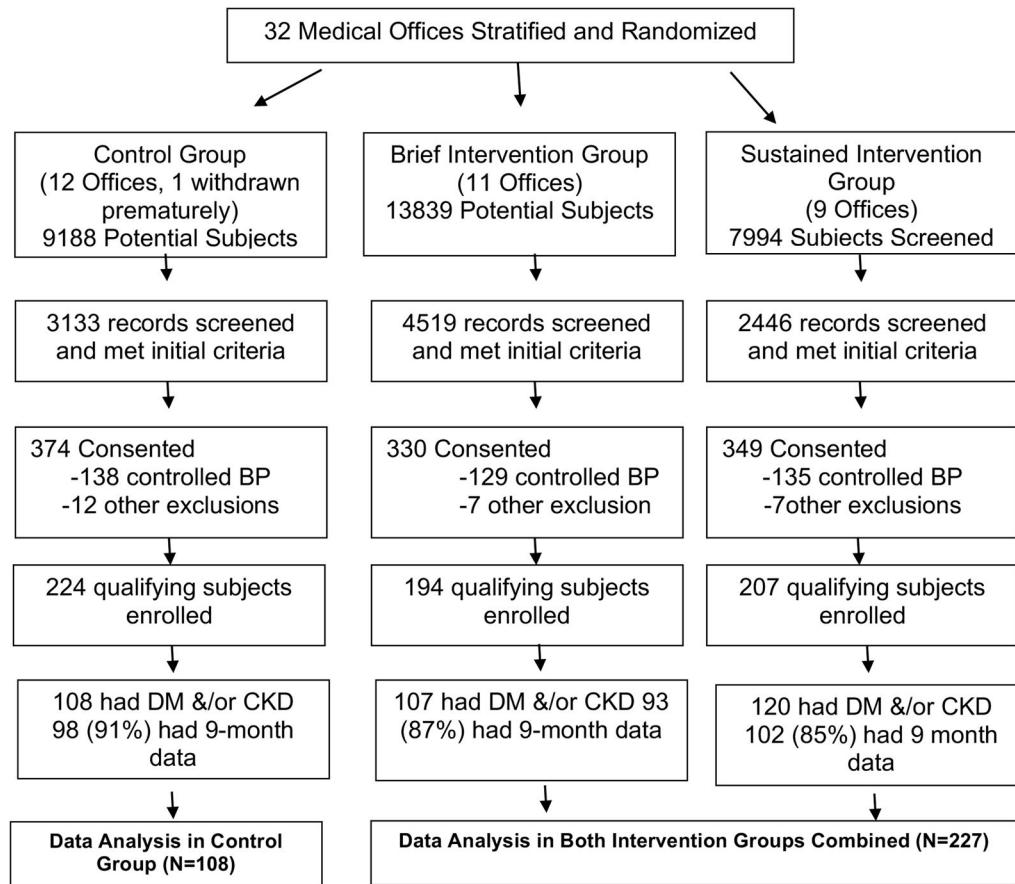 32 Medical Offices Stratified and Randomized
Control Group
(12 Offices, 1 withdrawn
prematurely)
9188 Potential Subjects
Brief Intervention Group
(11 Offices)
13839 Potential Subjects
Sustained Intervention
Group
(9 Offices)
7994 Subjects Screened
3133 records screened
and met initial criteria
4519 records screened
and met initial criteria
2446 records screened
and met initial criteria
374 Consented
-138 controlled BP
-12 other exclusions
330 Consented
-129 controlled BP
-7 other exclusion
349 Consented
-135 controlled BP
-7other exclusions
224 qualifying subjects
enrolled
194 qualifying subjects
enrolled
207 qualifying subjects
enrolled
108 had DM &/or CKD
98 (91%) had 9-month
data
107 had DM &/or CKD 93
(87%) had 9-month data
120 had DM &/or CKD
102 (85%) had 9 month
data
Data Analysis in Control
Group (N=108)
Data Analysis in Both Intervention Groups Combined (N=227)